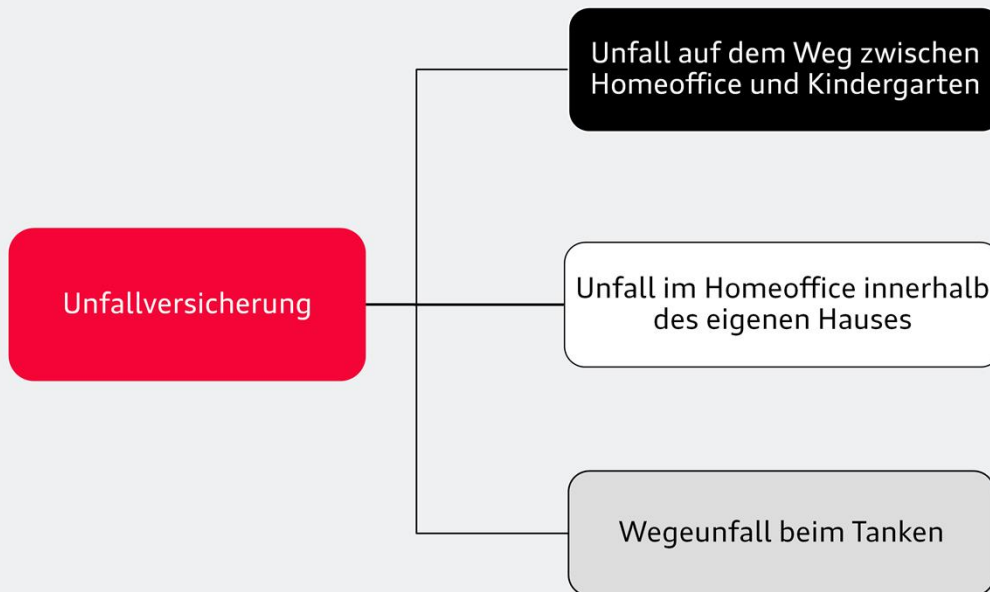 Unfall auf dem Weg zwischen
Homeoffice und Kindergarten
Unfallversicherung
Unfall im Homeoffice innerhalb
des eigenen Hauses
Wegeunfall beim Tanken